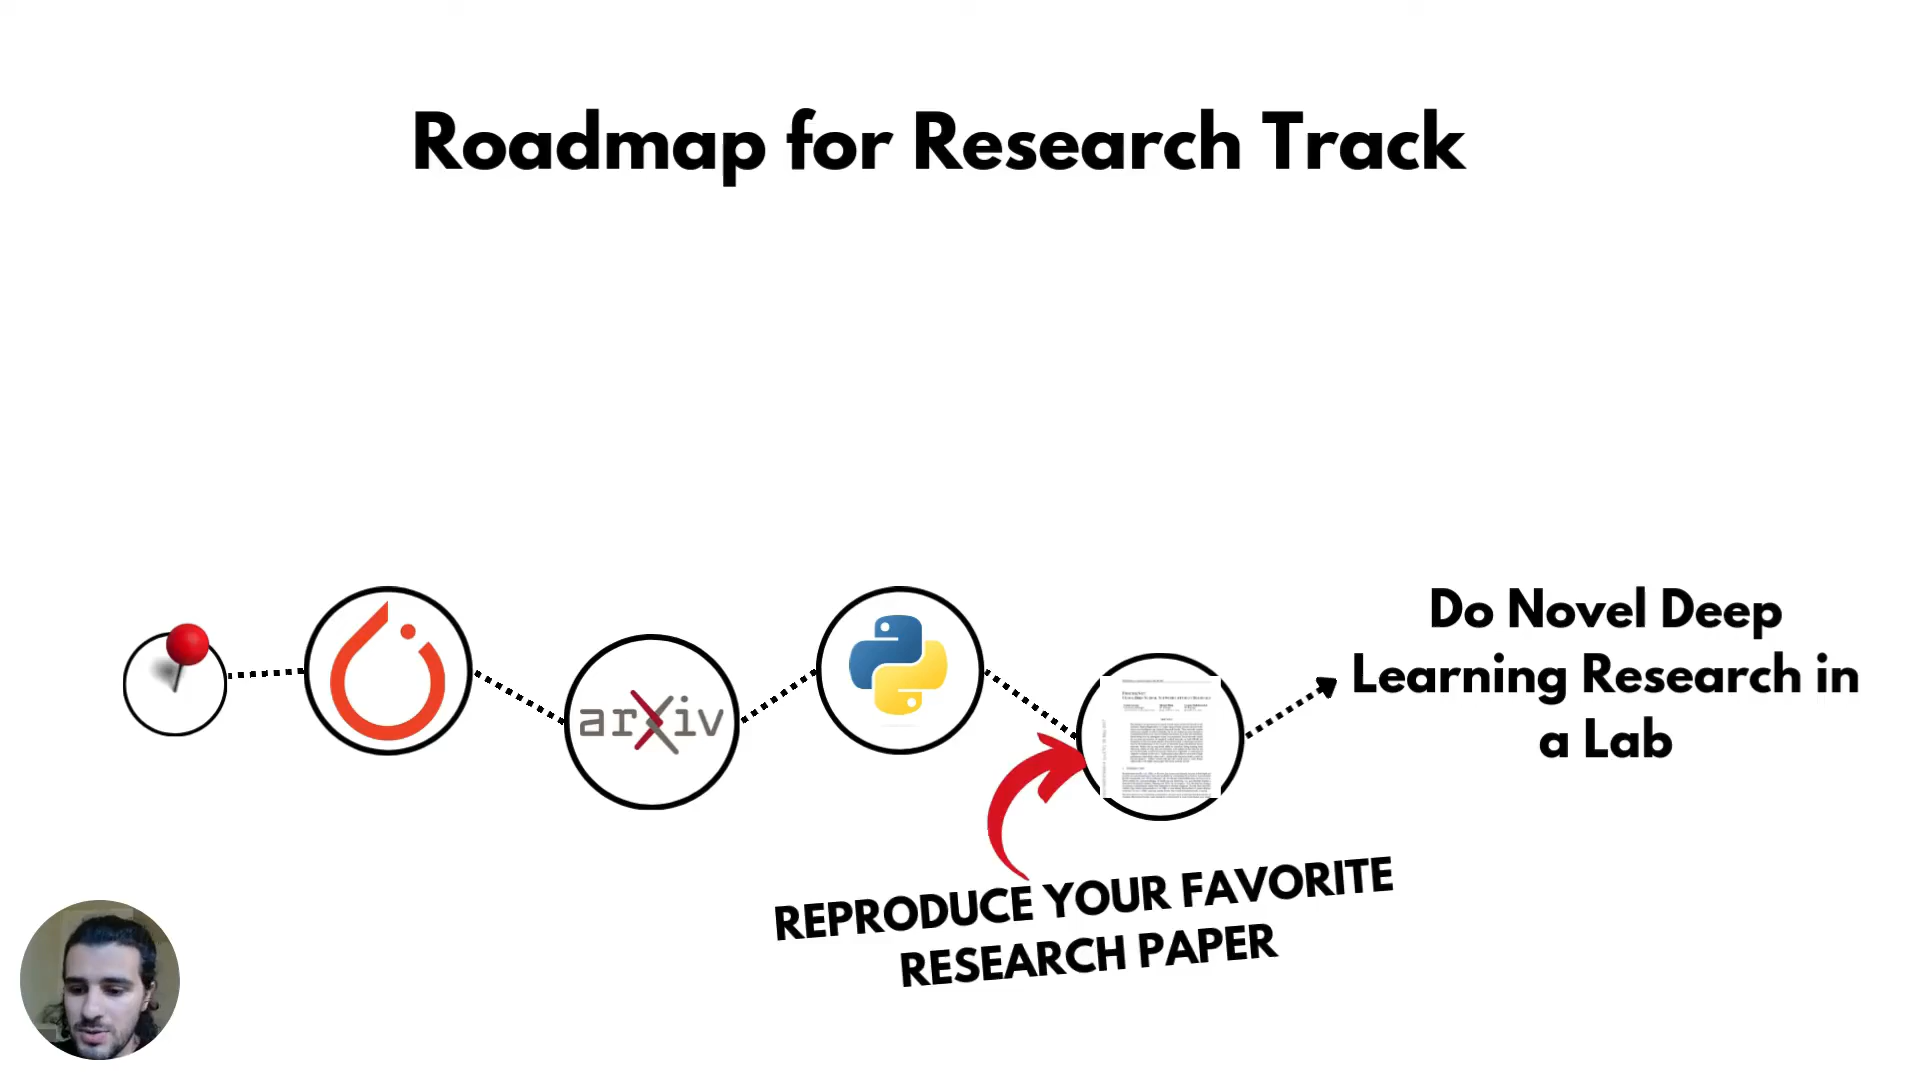 Roadmap for Research Track
arXiv
Do Novel Deep
Learning Research in
a Lab
REPRODUCE YOUR FAVORITE
RESEARCH PAPER